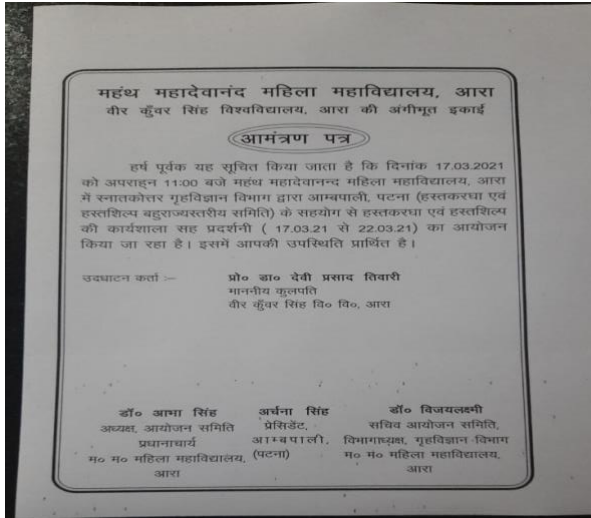 महंथ महादेवानंद महिला महाविद्यालय, आरा
वीर कुँवर सिंह विश्वविद्यालय, आरा की अंगीभूत इकाई
आमंत्रण पत्र
हर्ष पूर्वक यह सूचित किया जाता है कि दिनांक 17.03.2021
को अपराह्न 11:00 बजे महंथ महादेवानन्द महिला महाविद्यालय, आरा
में स्नातकोत्तर गृहविज्ञान विभाग द्वारा आम्बपाली, पटना (हस्तकरघा एवं
हस्तशिल्प बहुराज्यस्तरीय समिति) के सहयोग से हस्तकरघा एवं हस्तशिल्प
की कार्यशाला सह प्रदर्शनी ( 17.03.21 से 22.03.21) का आयोजन
किया जा रहा है। इसमें आपकी उपस्थिति प्रार्थित है।
उदघाटन कर्ता :– प्रो० डा० देवी प्रसाद तिवारी
माननीय कुलपति
वीर कुँवर सिंह वि० वि०, आरा
डॉ० आभा सिंह
अध्यक्ष, आयोजन समिति
प्रधानाचार्य
म० म० महिला महाविद्यालय,
आरा
अर्चना सिंह
प्रेसिडेंट,
आम्बपाली,
(पटना)
डॉ० विजयलक्ष्मी
सचिव आयोजन समिति,
विभागाध्यक्ष, गृहविज्ञान विभाग
म० म० महिला महाविद्यालय,
आरा